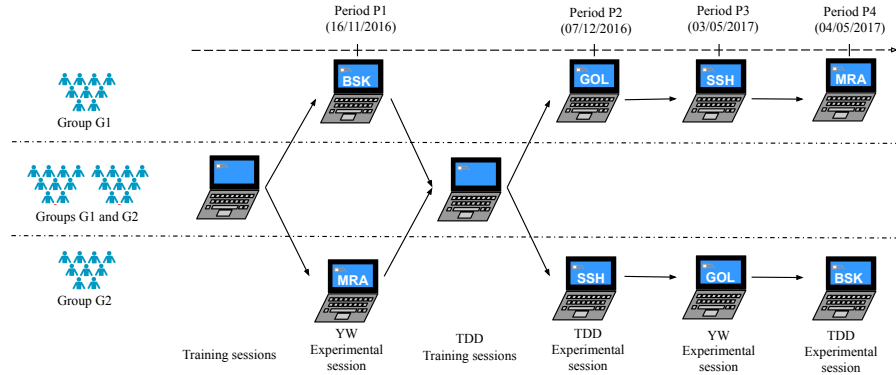 Period P1
(16/11/2016)
Period P2
(07/12/2016)
Period P3
(03/05/2017)
Period P4
(04/05/2017)
BSK
GOL
SSH
MRA
Group G1
Groups G1 and G2
Group G2
MRA
SSH
GOL
BSK
Training sessions
YW
Experimental
session
TDD
Training sessions
TDD
Experimental
session
YW
Experimental
session
TDD
Experimental
session